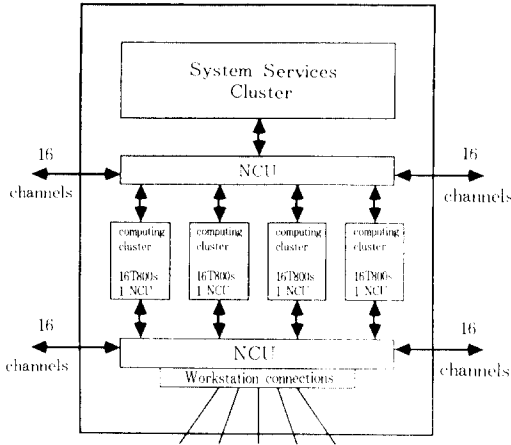 System Services
Cluster
16
channels
NCU
16
channels
computing
cluster
16T800s
1 NCU
computing
cluster
16T800s
1 NCU
computing
cluster
16T800s
1 NCU
computing
cluster
16T800s
1 NCU
16
channels
NCU
16
channels
Workstation connections